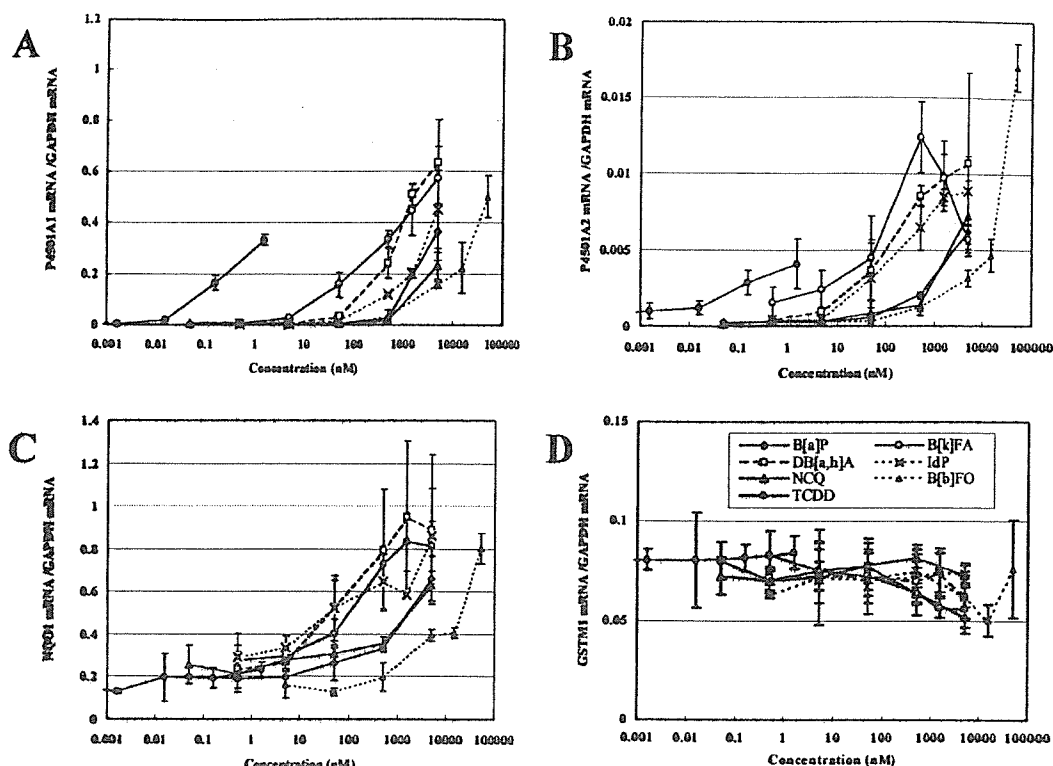 A
P4501A1 mRNA/GAPDH mRNA
1.2
1
0.8
0.6
0.4
0.2
0
0.001 0.01 0.1 1 10 100 1000 10000 100000
Concentration (nM)
B
P4501A2 mRNA/GAPDH mRNA
0.02
0.015
0.01
0.005
0
0.001 0.01 0.1 1 10 100 1000 10000 100000
Concentration (nM)
C
NQO1 mRNA/GAPDH mRNA
1.4
1.2
1
0.8
0.6
0.4
0.2
0
0.001 0.01 0.1 1 10 100 1000 10000 100000
Concentration (nM)
D
GSTM1 mRNA/GAPDH mRNA
0.15
0.1
0.05
0
B[a]P B[k]FA
DB[a,h]A IdP
NCQ B[b]FO
TCDD
0.001 0.01 0.1 1 10 100 1000 10000 100000
Concentration (nM)